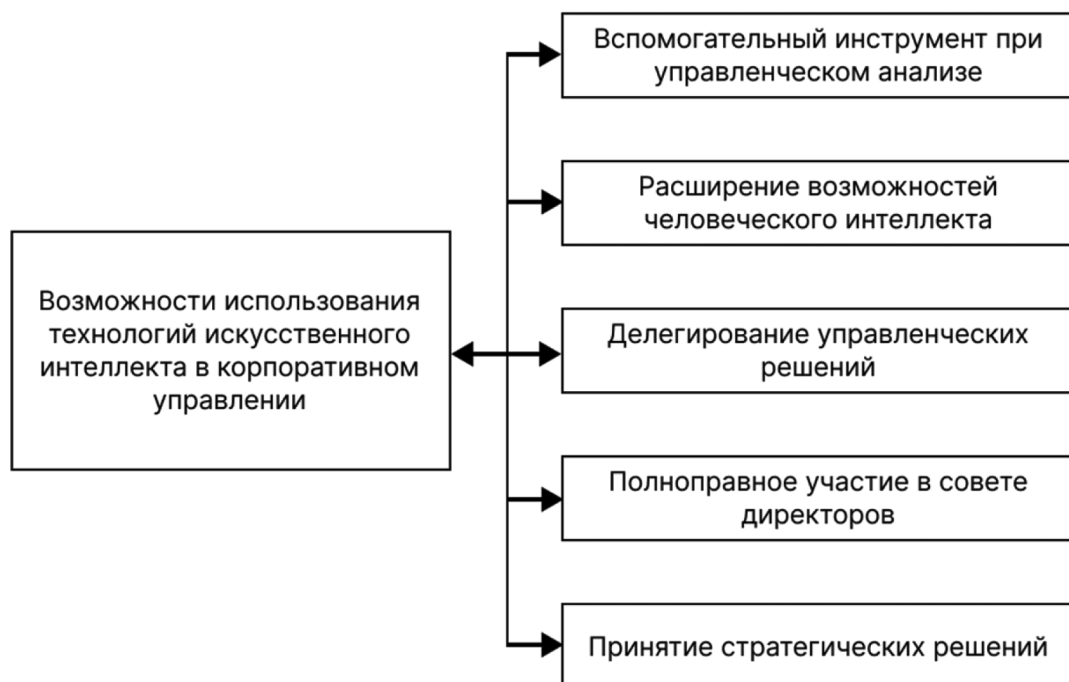 Вспомогательный инструмент при
управленческом анализе
Расширение возможностей
человеческого интеллекта
Возможности использования
технологий искусственного
интеллекта в корпоративном
управлении
Делегирование управленческих
решений
Полноправное участие в совете
директоров
Принятие стратегических решений